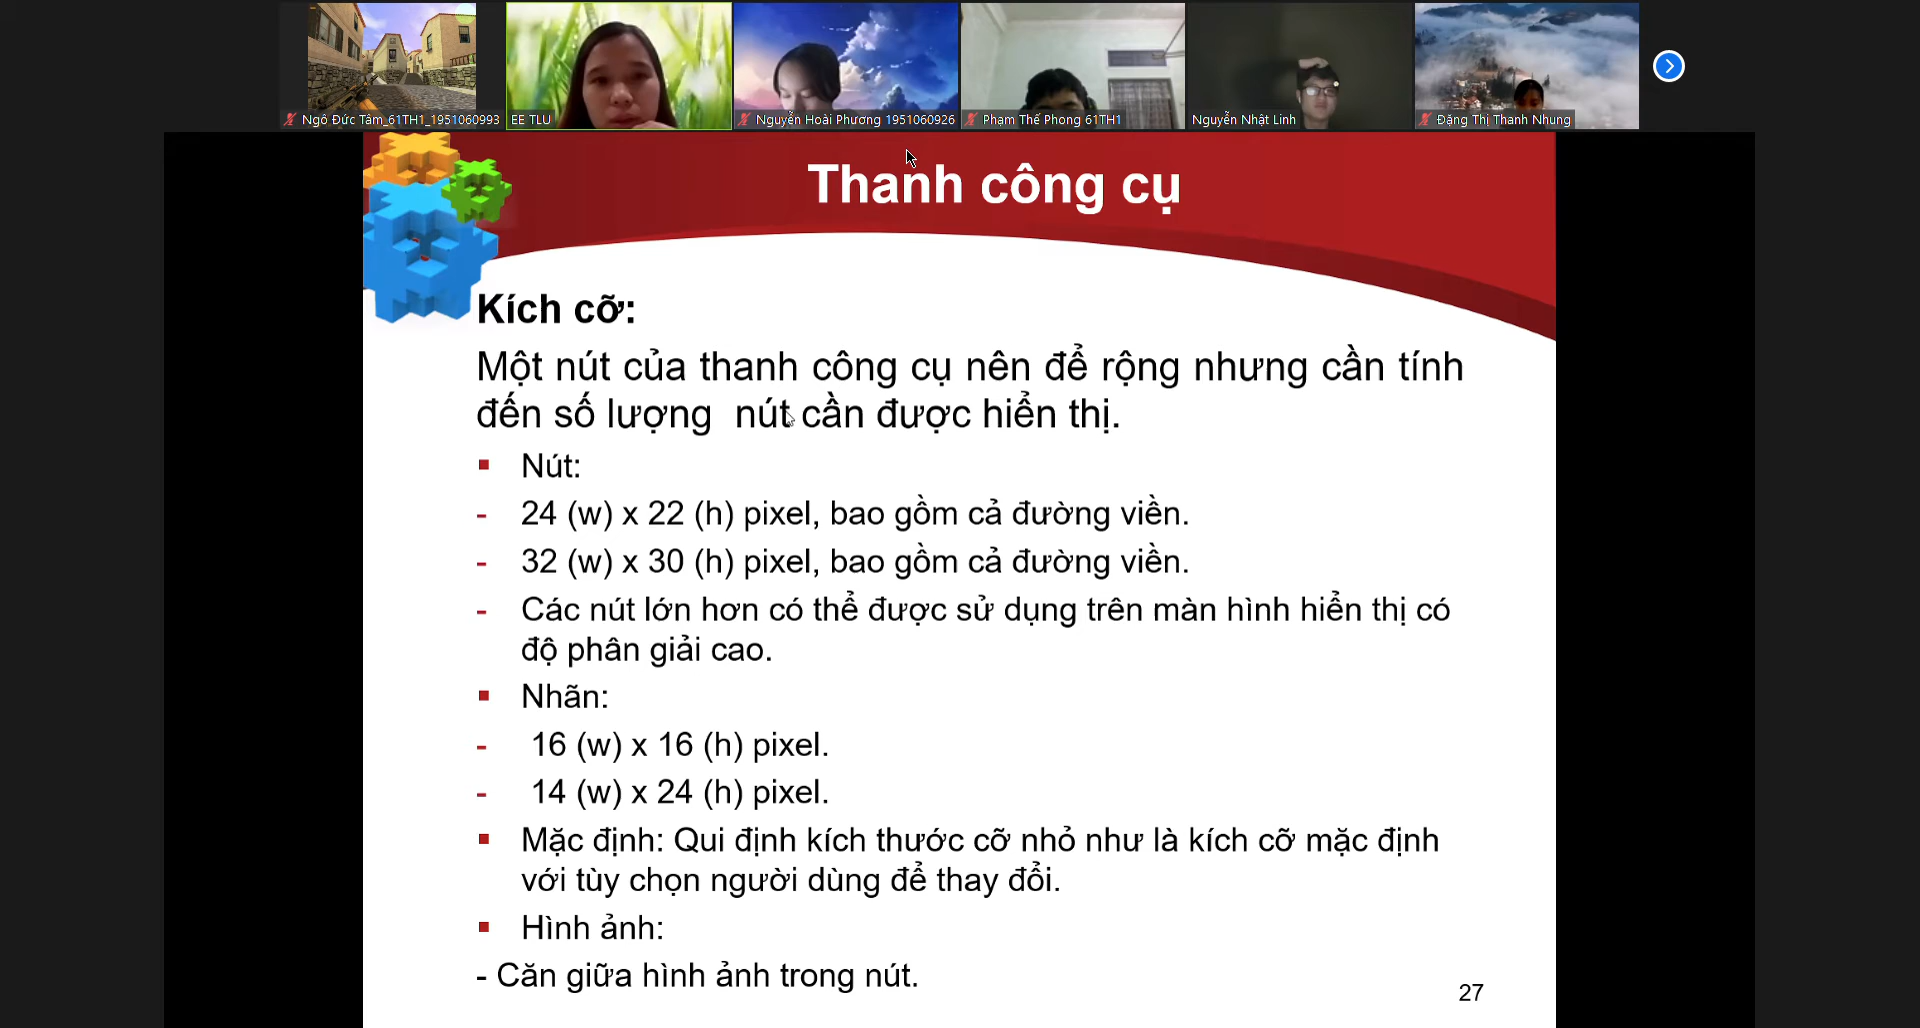 Ngô Đức Tâm_61TH1_1951060993
EE TLU
Nguyễn Hoài Phương 1951060926
Phạm Thế Phong 61TH1
Nguyễn Nhật Linh
Đặng Thị Thanh Nhung
Thanh công cụ
Kích cỡ:
Một nút của thanh công cụ nên để rộng nhưng cần tính
đến số lượng nút cần được hiển thị.
▪ Nút:
- 24 (w) x 22 (h) pixel, bao gồm cả đường viền.
- 32 (w) x 30 (h) pixel, bao gồm cả đường viền.
- Các nút lớn hơn có thể được sử dụng trên màn hình hiển thị có
độ phân giải cao.
▪ Nhãn:
- 16 (w) x 16 (h) pixel.
- 14 (w) x 24 (h) pixel.
▪ Mặc định: Qui định kích thước cỡ nhỏ như là kích cỡ mặc định
với tùy chọn người dùng để thay đổi.
▪ Hình ảnh:
- Căn giữa hình ảnh trong nút.
27